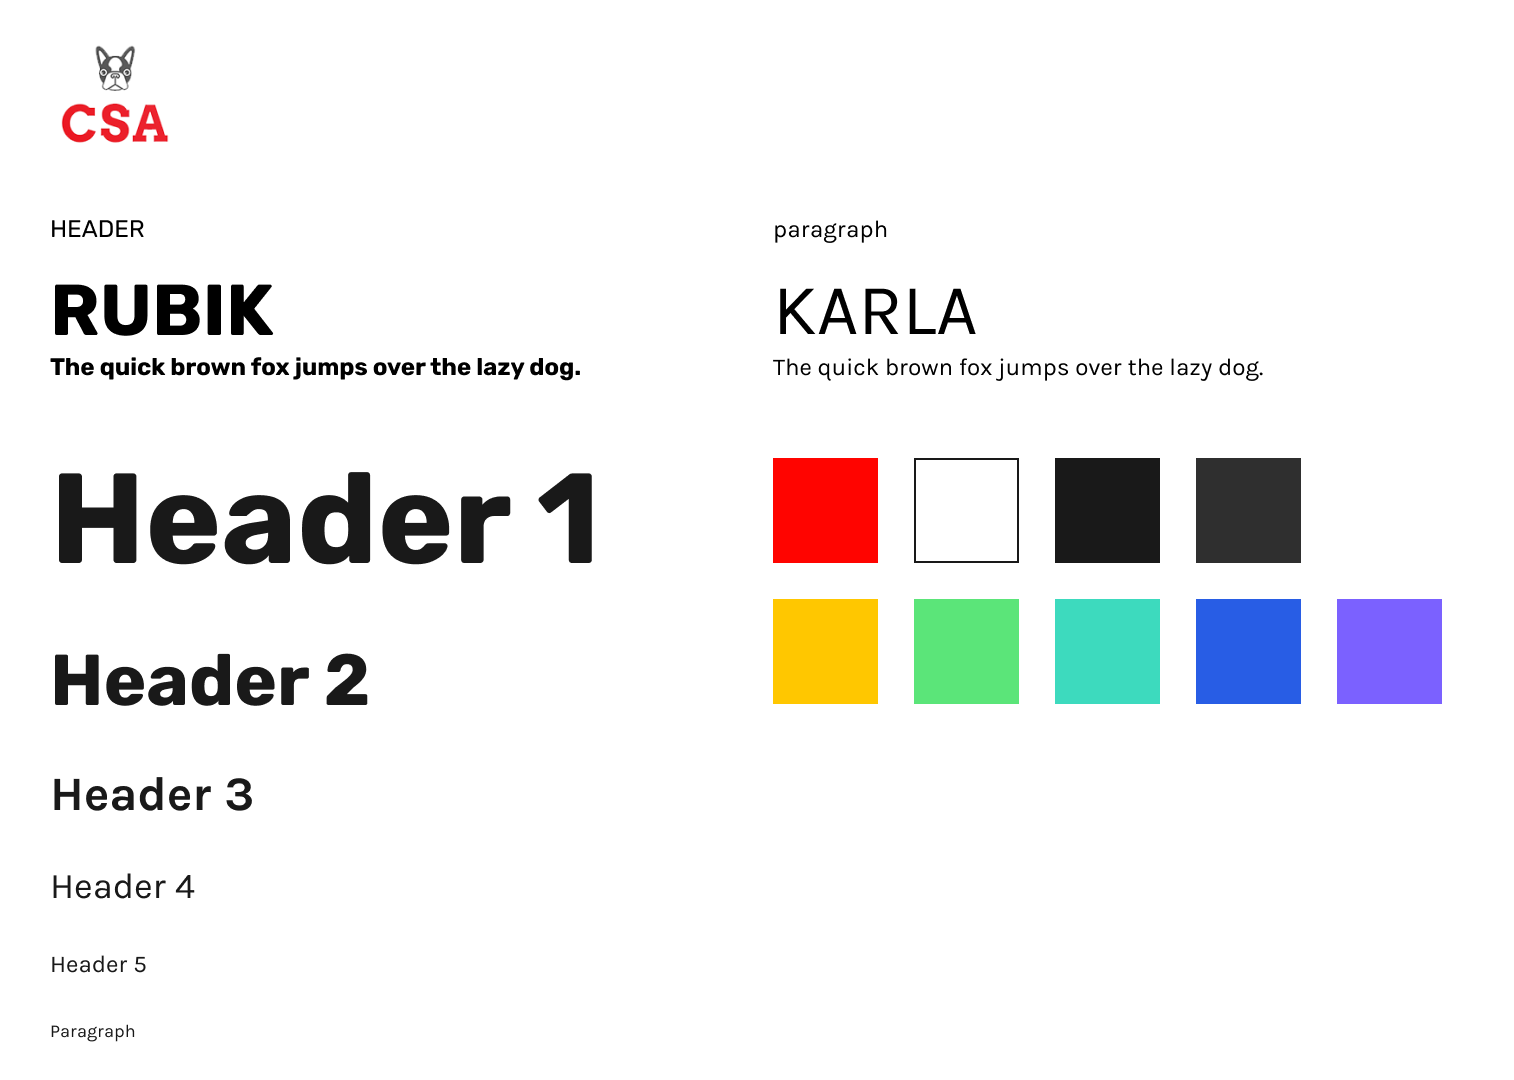 CSA
HEADER
RUBIK
The quick brown fox jumps over the lazy dog.
Header 1
Header 2
Header 3
Header 4
Header 5
Paragraph
paragraph
KARLA
The quick brown fox jumps over the lazy dog.